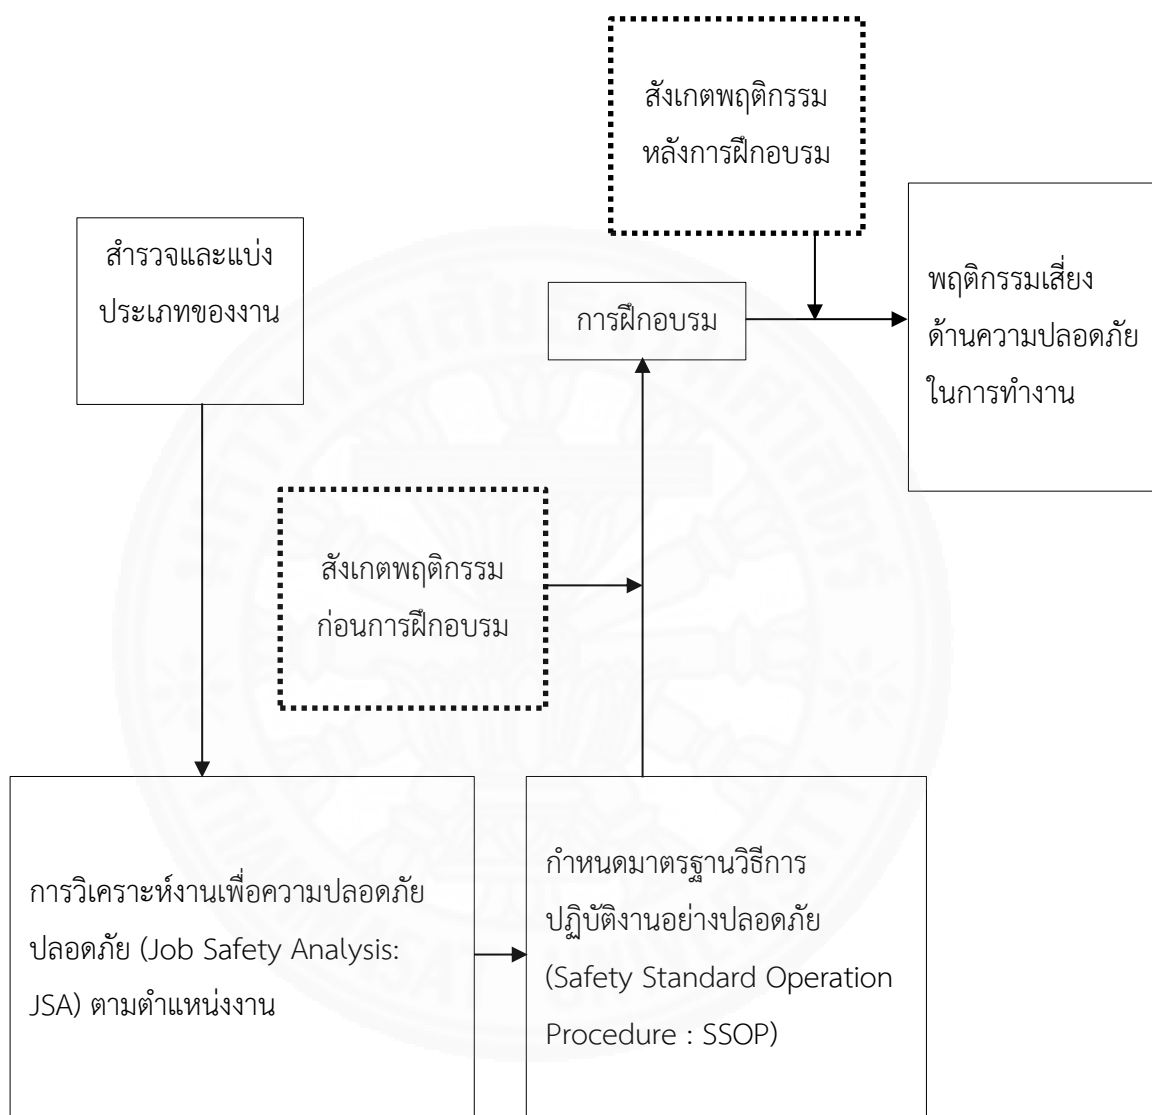 สังเกตพฤติกรรม
หลังการฝึกอบรม
สำรวจและแบ่ง
ประเภทของงาน
การฝึกอบรม
พฤติกรรมเสี่ยง
ด้านความปลอดภัย
ในการทำงาน
สังเกตพฤติกรรม
ก่อนการฝึกอบรม
การวิเคราะห์งานเพื่อความปลอดภัย
ปลอดภัย (Job Safety Analysis:
JSA) ตามตำแหน่งงาน
กำหนดมาตรฐานวิธีการ
ปฏิบัติงานอย่างปลอดภัย
(Safety Standard Operation
Procedure : SSOP)